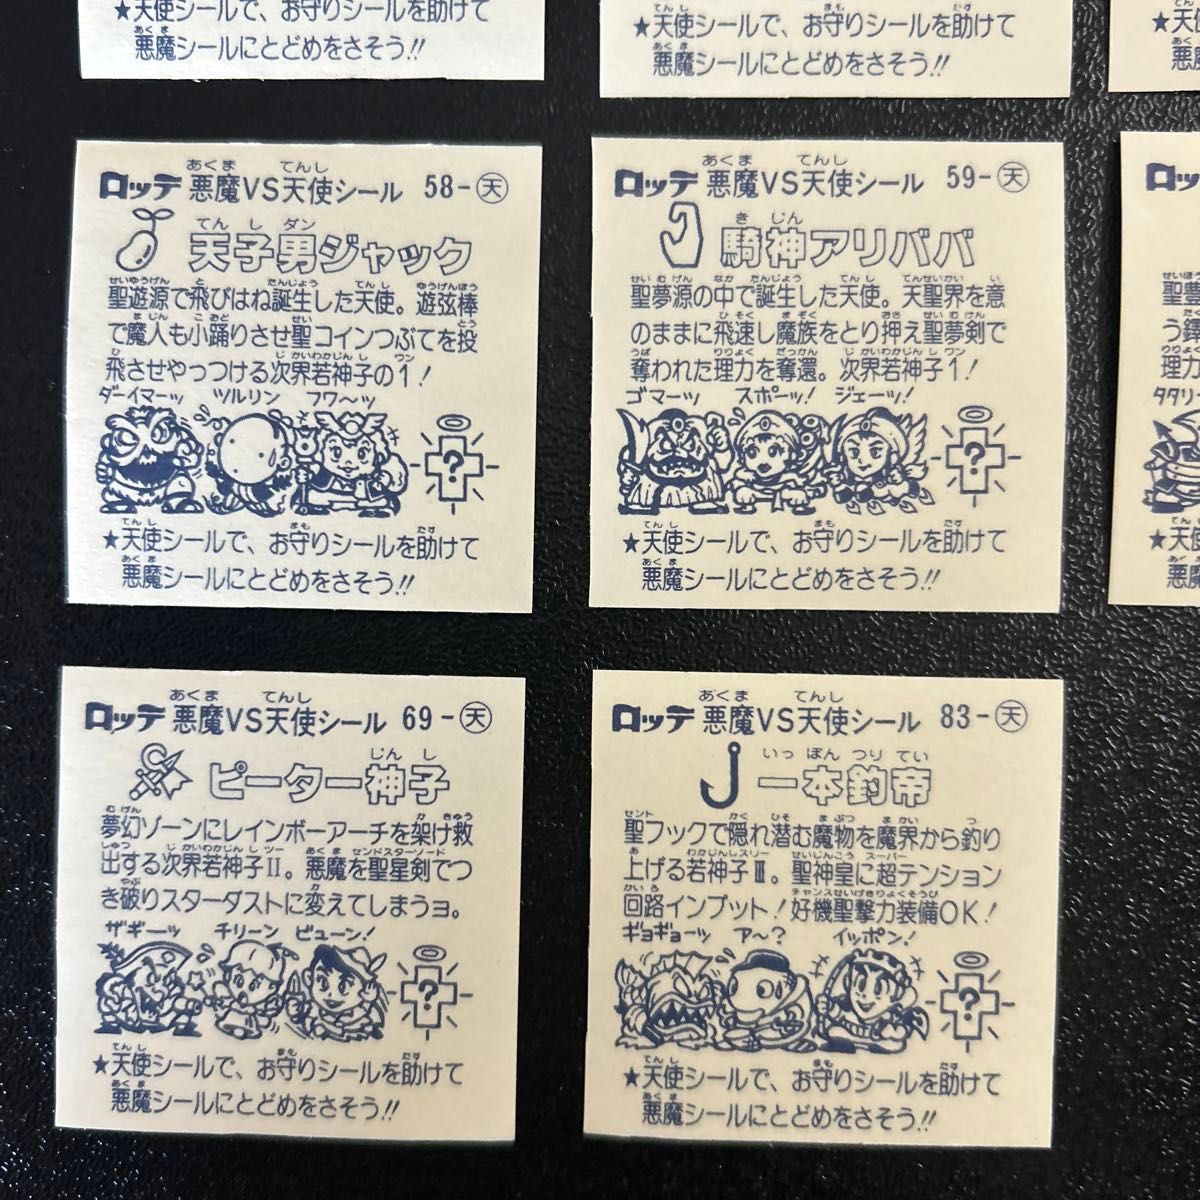 ★天使シールで、お守りシールを助けて
悪魔シールにとどめをさそう!!
★天使シールで、お守りシールを助けて
悪魔シールにとどめをさそう!!
ロッテ 悪魔VS天使シール 58-天
天子男ジャック
聖遊源で飛びはね誕生した天使。遊弦棒
で魔人も小踊りさせ聖コインつぶてを投
飛させやっつける次界若神子の1!
ダーイマーッ ツルリン フワ〜ッ
?
★天使シールで、お守りシールを助けて
悪魔シールにとどめをさそう!!
ロッテ 悪魔VS天使シール 59-天
騎神アリババ
聖夢源の中で誕生した天使。天聖界を意
のままに飛速し魔族をとり押え聖夢剣で
奪われた理力を奪還。次界若神子1!
ゴマーッ スポーッ! ジェーッ!
?
★天使シールで、お守りシールを助けて
悪魔シールにとどめをさそう!!
ロッテ 悪魔VS天使シール 69-天
ピーター神子
夢幻ゾーンにレインボーアーチを架け救
出する次界若神子II。悪魔を聖星剣でつ
き破りスターダストに変えてしまうヨ。
ザギーッ チリーン ビューン!
?
★天使シールで、お守りシールを助けて
悪魔シールにとどめをさそう!!
ロッテ 悪魔VS天使シール 83-天
一本釣帝
聖フックで隠れ潜む魔物を魔界から釣り
上げる若神子III。聖神皇に超テンション
回路インプット!好機聖撃力装備OK!
ギョギョーッ ア〜? イッポン!
?
★天使シールで、お守りシールを助けて
悪魔シールにとどめをさそう!!